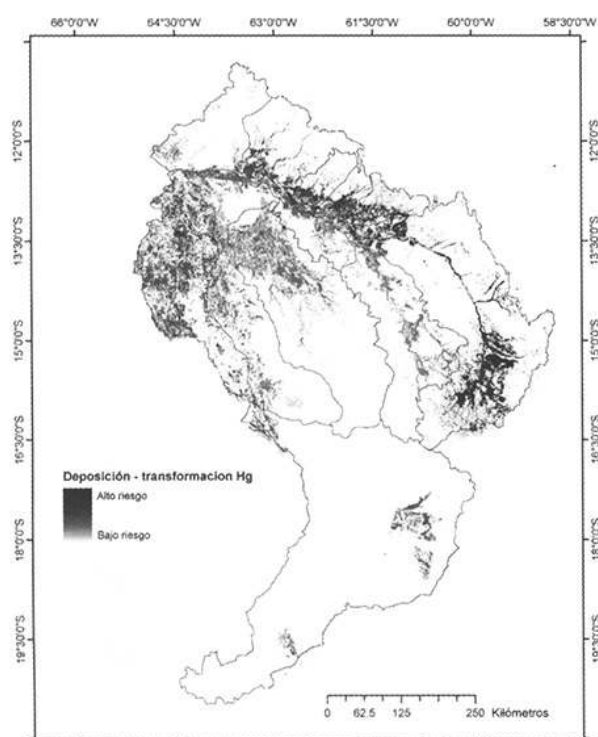 66°0'0"W 64°30'0"W 63°0'0"W 61°30'0"W 60°0'0"W 58°30'0"W
12°0'0"S 12°0'0"S
13°30'0"S 13°30'0"S
15°0'0"S 15°0'0"S
16°30'0"S 16°30'0"S
18°0'0"S 18°0'0"S
19°30'0"S 19°30'0"S
Deposición - transformacion Hg
Alto riesgo
Bajo riesgo
0 62.5 125 250 Kilómetros